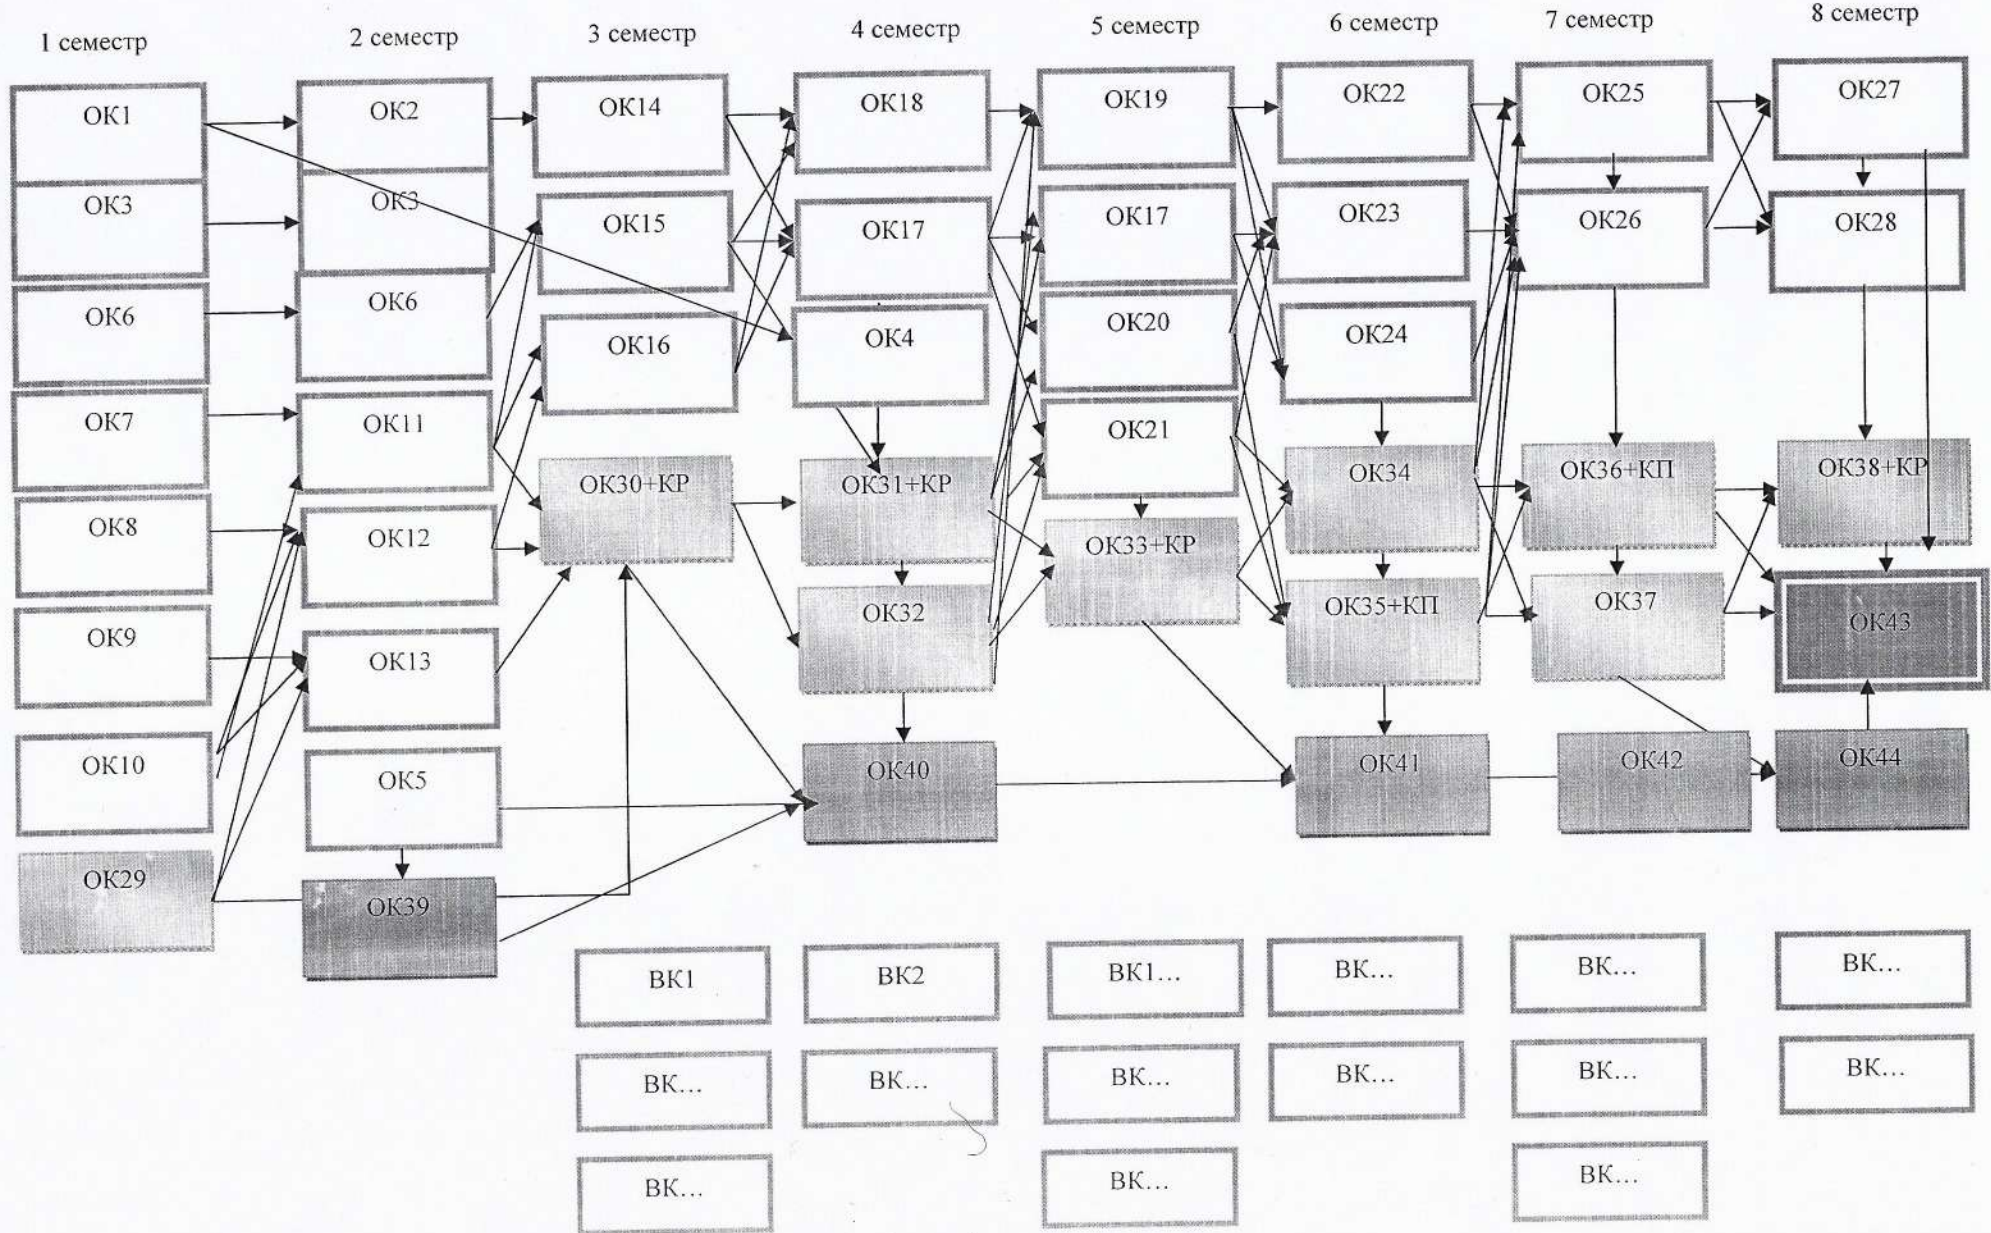 1 семестр
2 семестр
3 семестр
4 семестр
5 семестр
6 семестр
7 семестр
8 семестр
ОК1
ОК3
ОК6
ОК7
ОК8
ОК9
ОК10
ОК29
ОК2
ОК3
ОК6
ОК11
ОК12
ОК13
ОК5
ОК39
ОК14
ОК15
ОК16
ОК30+КР
ВК1
ВК...
ВК...
ОК18
ОК17
ОК4
ОК31+КР
ОК32
ОК40
ВК2
ВК...
ОК19
ОК17
ОК20
ОК21
ОК33+КР
ВК1...
ВК...
ВК...
ОК22
ОК23
ОК24
ОК34
ОК35+КП
ОК41
ВК...
ВК...
ОК25
ОК26
ОК36+КП
ОК37
ОК42
ВК...
ВК...
ВК...
ОК27
ОК28
ОК38+КР
ОК43
ОК44
ВК...
ВК...